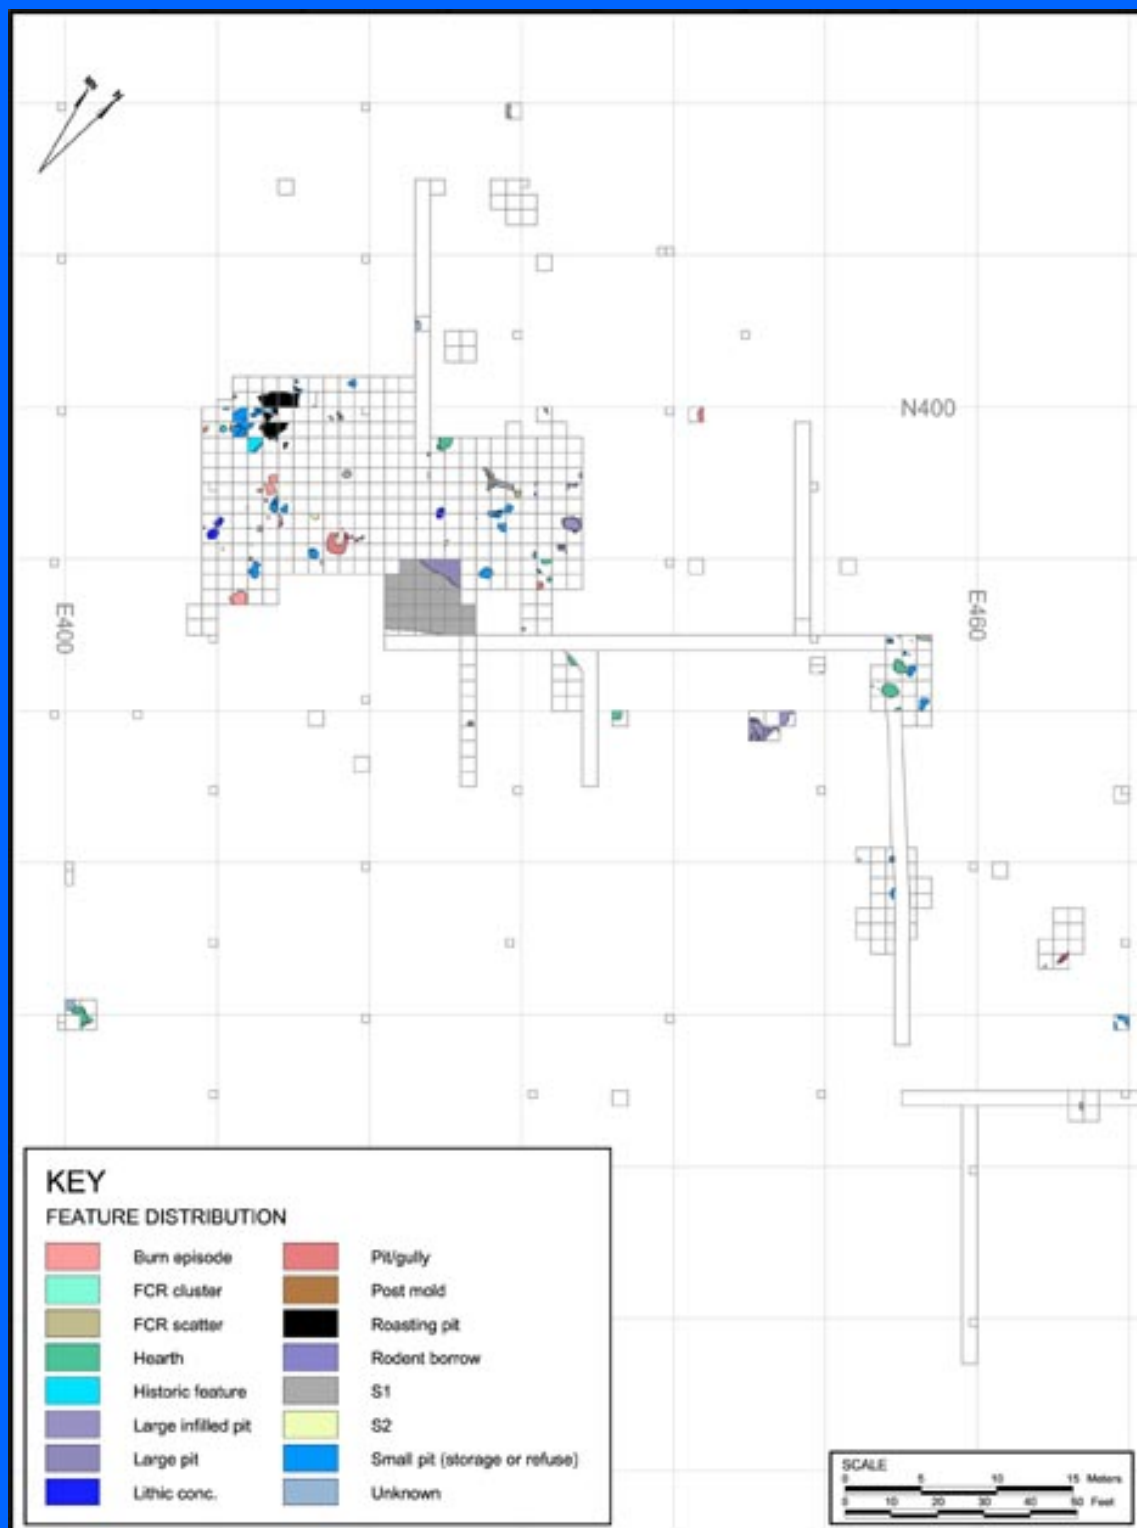 N
N400
E400
E460
KEY
FEATURE DISTRIBUTION
Burn episode
FCR cluster
FCR scatter
Hearth
Historic feature
Large infilled pit
Large pit
Lithic conc.
Pit/gully
Post mold
Roasting pit
Rodent borrow
S1
S2
Small pit (storage or refuse)
Unknown
SCALE
0 5 10 15 Meters
0 10 20 30 40 50 Feet